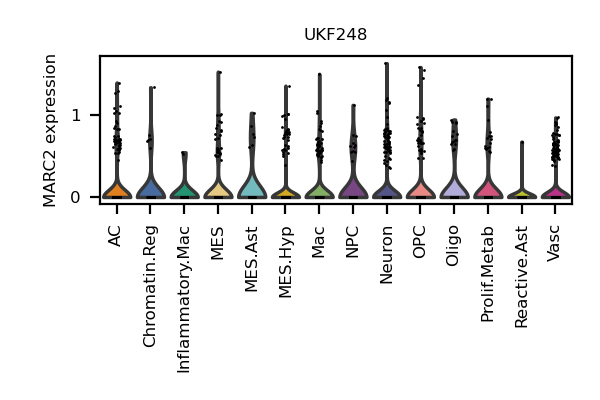 UKF248
MARC2 expression
1
0
AC
Chromatin.Reg
Inflammatory.Mac
MES
MES.Ast
MES.Hyp
Mac
NPC
Neuron
OPC
Oligo
Prolif.Metab
Reactive.Ast
Vasc